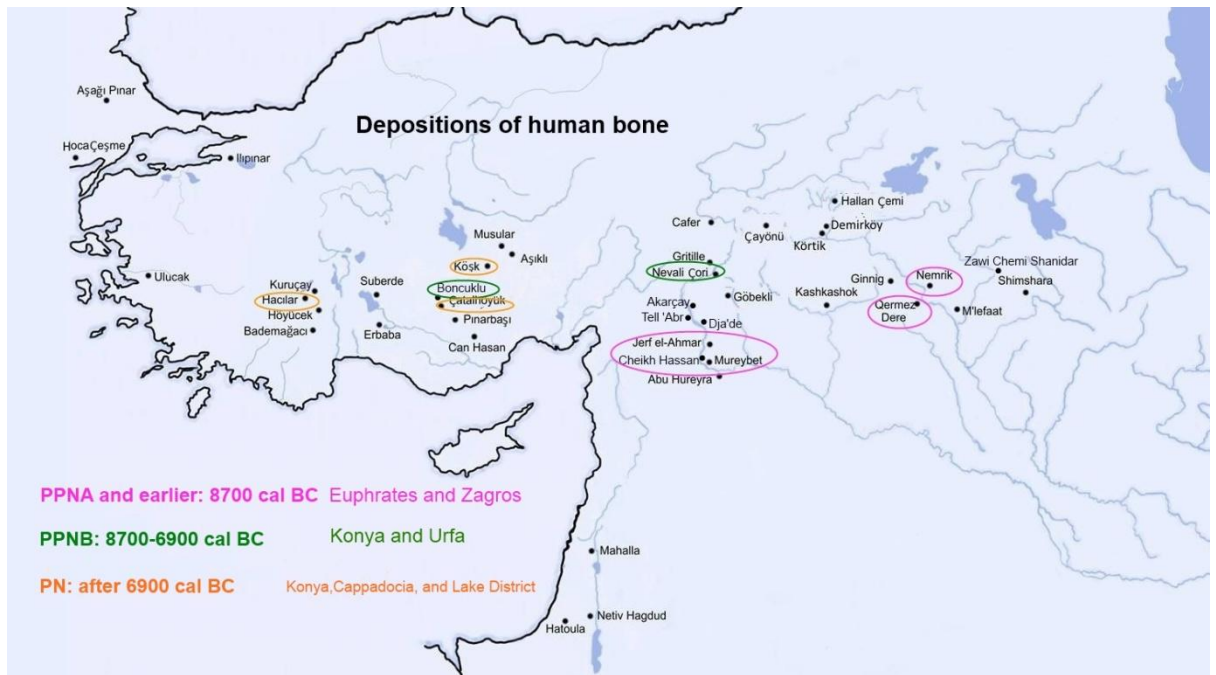 Depositions of human bone
Aşağı Pınar
Hoca Çeşme
Ilıpınar
Ulucak
Kuruçay
Hacılar
Höyücek
Bademağacı
Suberde
Erbaba
Musular
Aşıklı
Köşk
Boncuklu
Çatalhöyük
Pınarbaşı
Can Hasan
Cafer
Çayönü
Hallan Çemi
Demirköy
Körtik
Gritille
Nevali Çori
Göbekli
Akarçay
Tell 'Abr
Dja'de
Jerf el-Ahmar
Cheikh Hassan
Mureybet
Abu Hureyra
Kashkashok
Ginnig
Nemrik
Qermez
Dere
M'lefaat
Zawi Chemi Shanidar
Shimshara
Mahalla
Netiv Hagdud
Hatoula
PPNA and earlier: 8700 cal BC Euphrates and Zagros
PPNB: 8700-6900 cal BC Konya and Urfa
PN: after 6900 cal BC Konya,Cappadocia, and Lake District